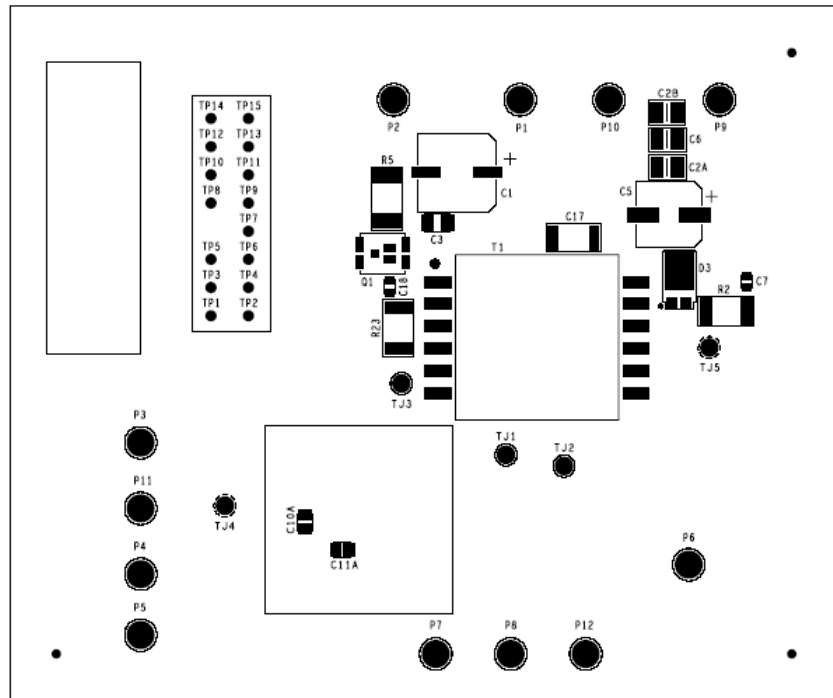 C2B
P2
P1
P10
P9
TP14 TP15
TP12 TP13
TP10 TP11
TP8 TP9
TP7
TP5 TP6
TP3 TP4
TP1 TP2
C6
C2A
R5
C1
C5
C3
C17
T1
Q1
C18
D3
C7
R2
R23
TJ5
TJ3
P3
TJ1
TJ2
P11
TJ4
C10A
C11A
P4
P6
P5
P7
P8
P12